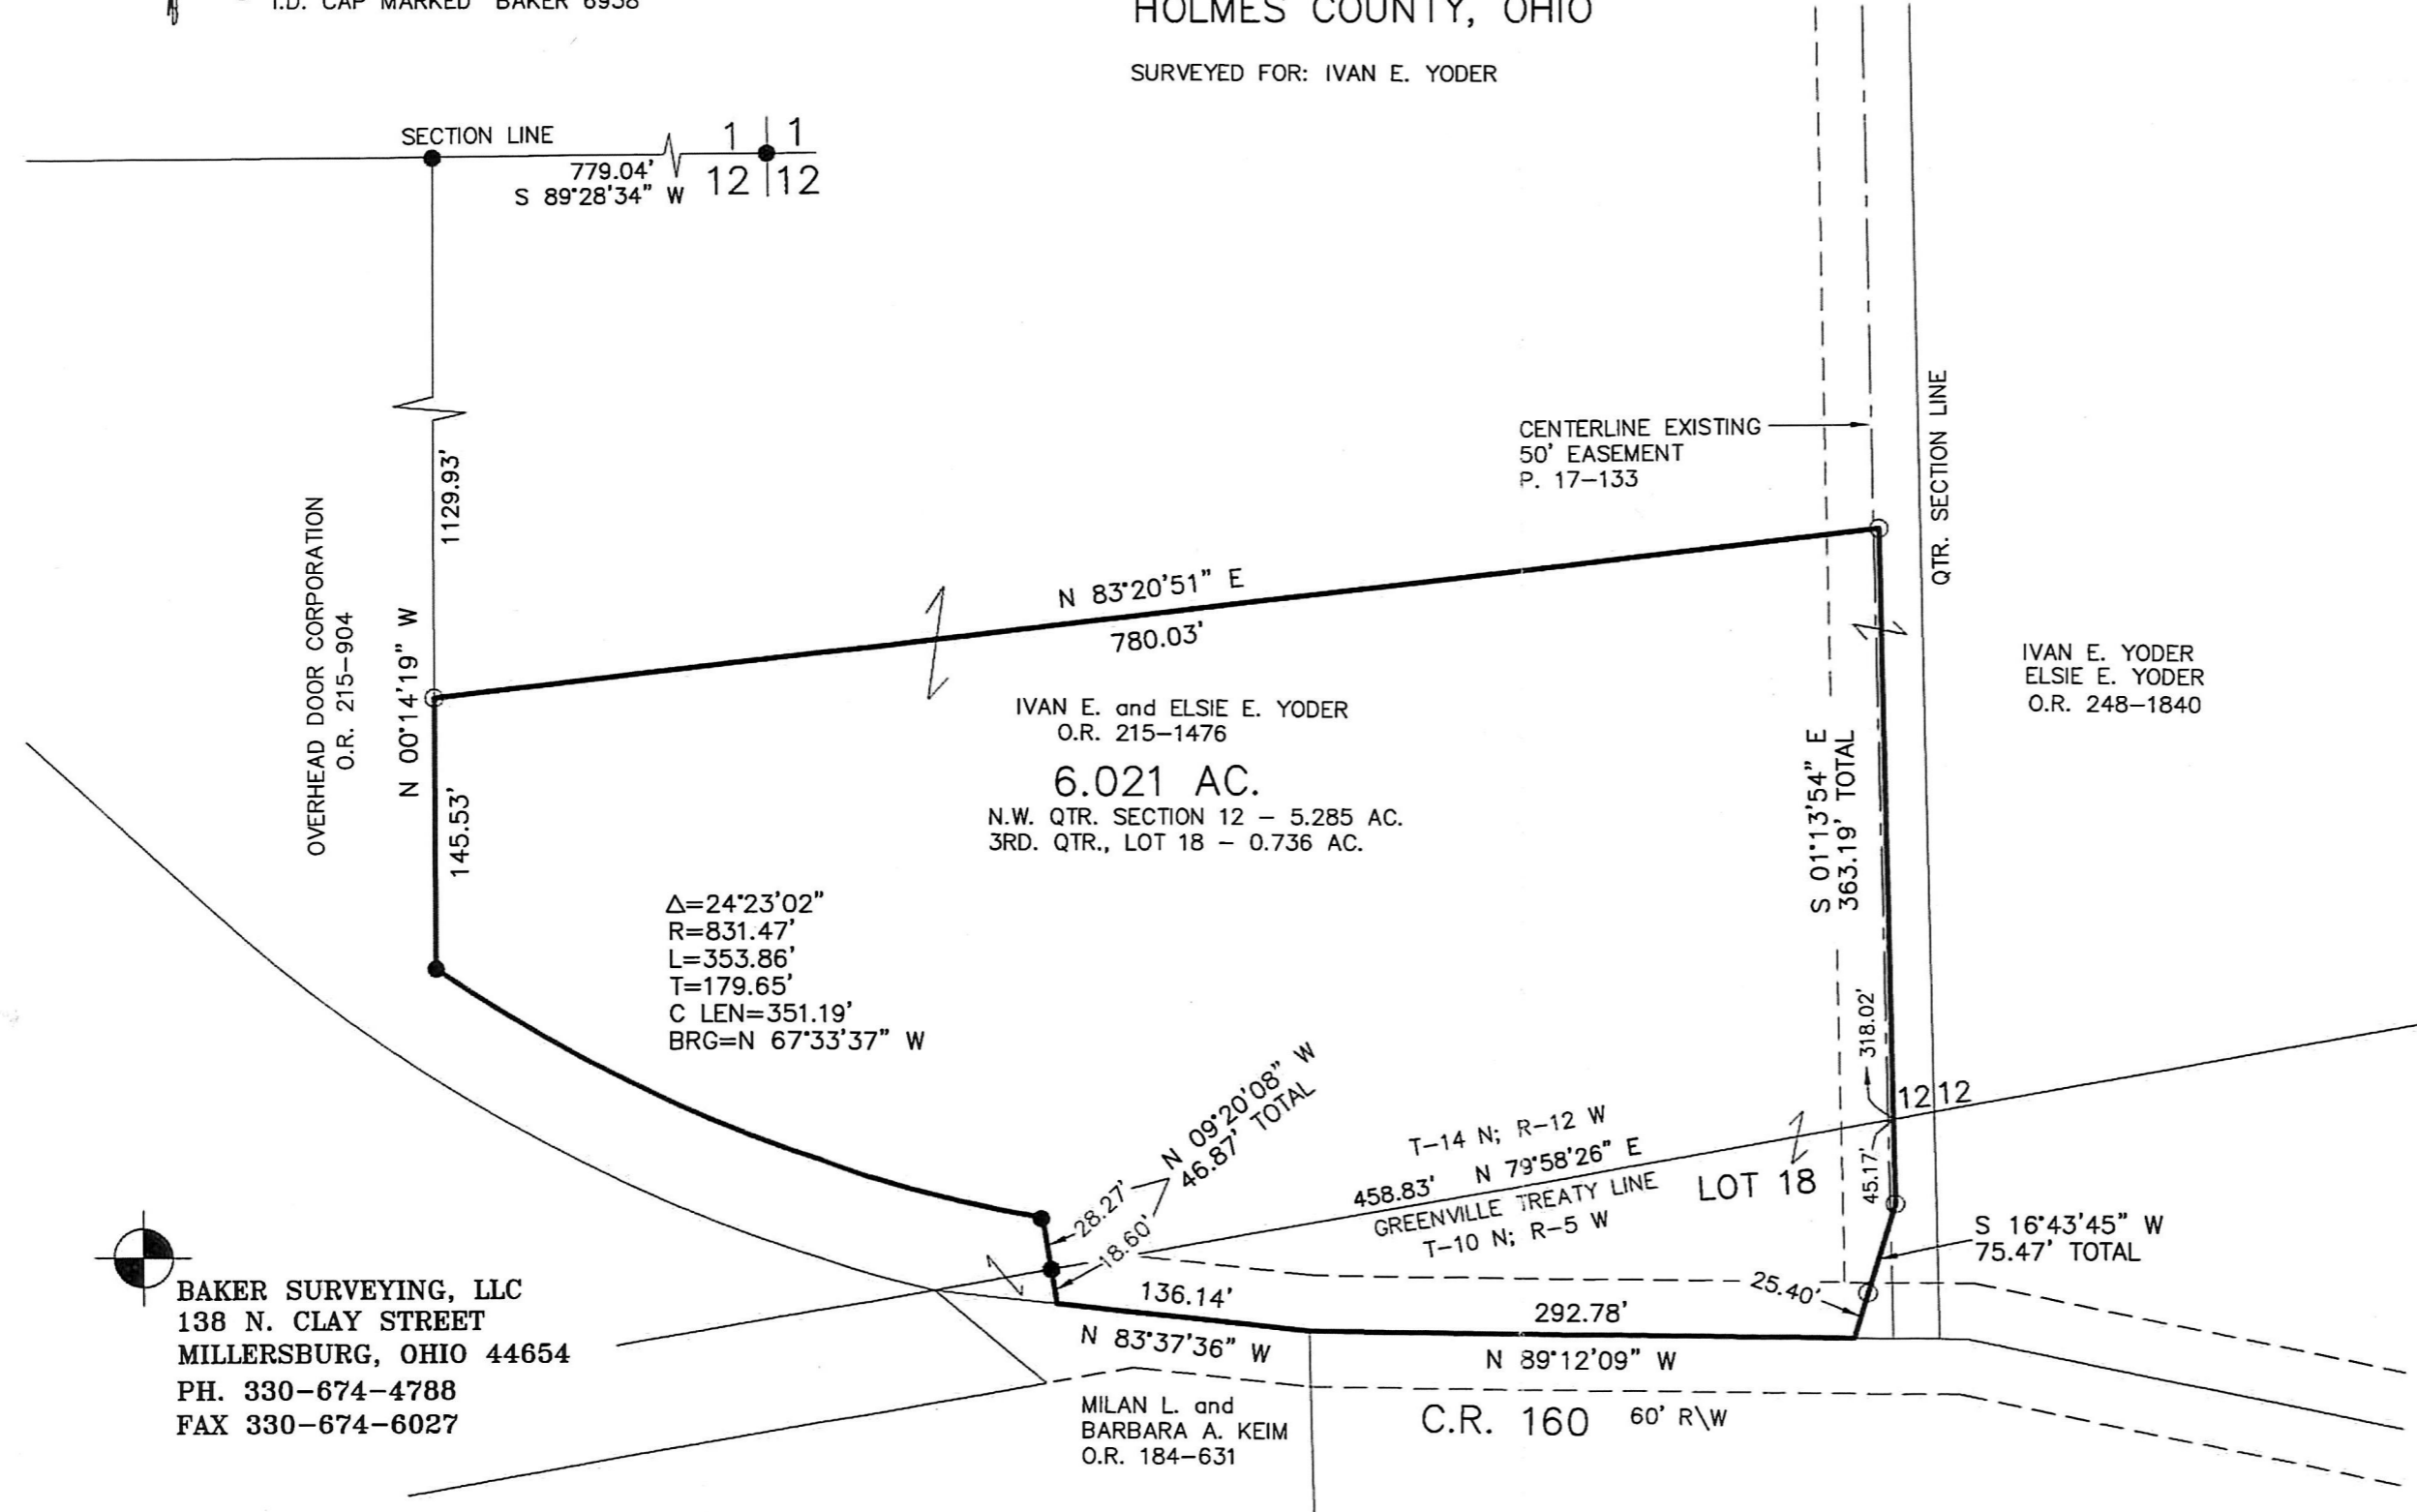 I.D. CAP MARKED "BAKER 6938"
HOLMES COUNTY, OHIO
SURVEYED FOR: IVAN E. YODER
SECTION LINE
1 1
779.04'
12 12
S 89°28'34" W
1129.93'
OVERHEAD DOOR CORPORATION
O.R. 215-904
N 00°14'19" W
145.53'
CENTERLINE EXISTING
50' EASEMENT
P. 17-133
QTR. SECTION LINE
N 83°20'51" E
780.03'
IVAN E. and ELSIE E. YODER
O.R. 215-1476
6.021 AC.
N.W. QTR. SECTION 12 - 5.285 AC.
3RD. QTR., LOT 18 - 0.736 AC.
IVAN E. YODER
ELSIE E. YODER
O.R. 248-1840
S 01°13'54" E
363.19' TOTAL
Δ=24°23'02"
R=831.47'
L=353.86'
T=179.65'
C LEN=351.19'
BRG=N 67°33'37" W
318.02'
12 12
45.17'
N 09°20'08" W
46.87' TOTAL
28.27'
18.60'
T-14 N; R-12 W
458.83' N 79°58'26" E
GREENVILLE TREATY LINE
T-10 N; R-5 W
LOT 18
S 16°43'45" W
75.47' TOTAL
25.40'
136.14'
292.78'
N 83°37'36" W
N 89°12'09" W
MILAN L. and
BARBARA A. KEIM
O.R. 184-631
C.R. 160 60' R\W
BAKER SURVEYING, LLC
138 N. CLAY STREET
MILLERSBURG, OHIO 44654
PH. 330-674-4788
FAX 330-674-6027